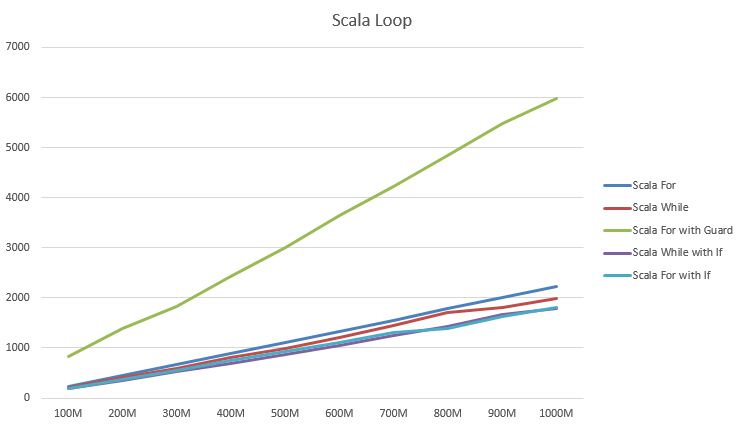 Scala Loop
7000
6000
5000
4000
3000
2000
1000
0
100M 200M 300M 400M 500M 600M 700M 800M 900M 1000M
Scala For
Scala While
Scala For with Guard
Scala While with If
Scala For with If